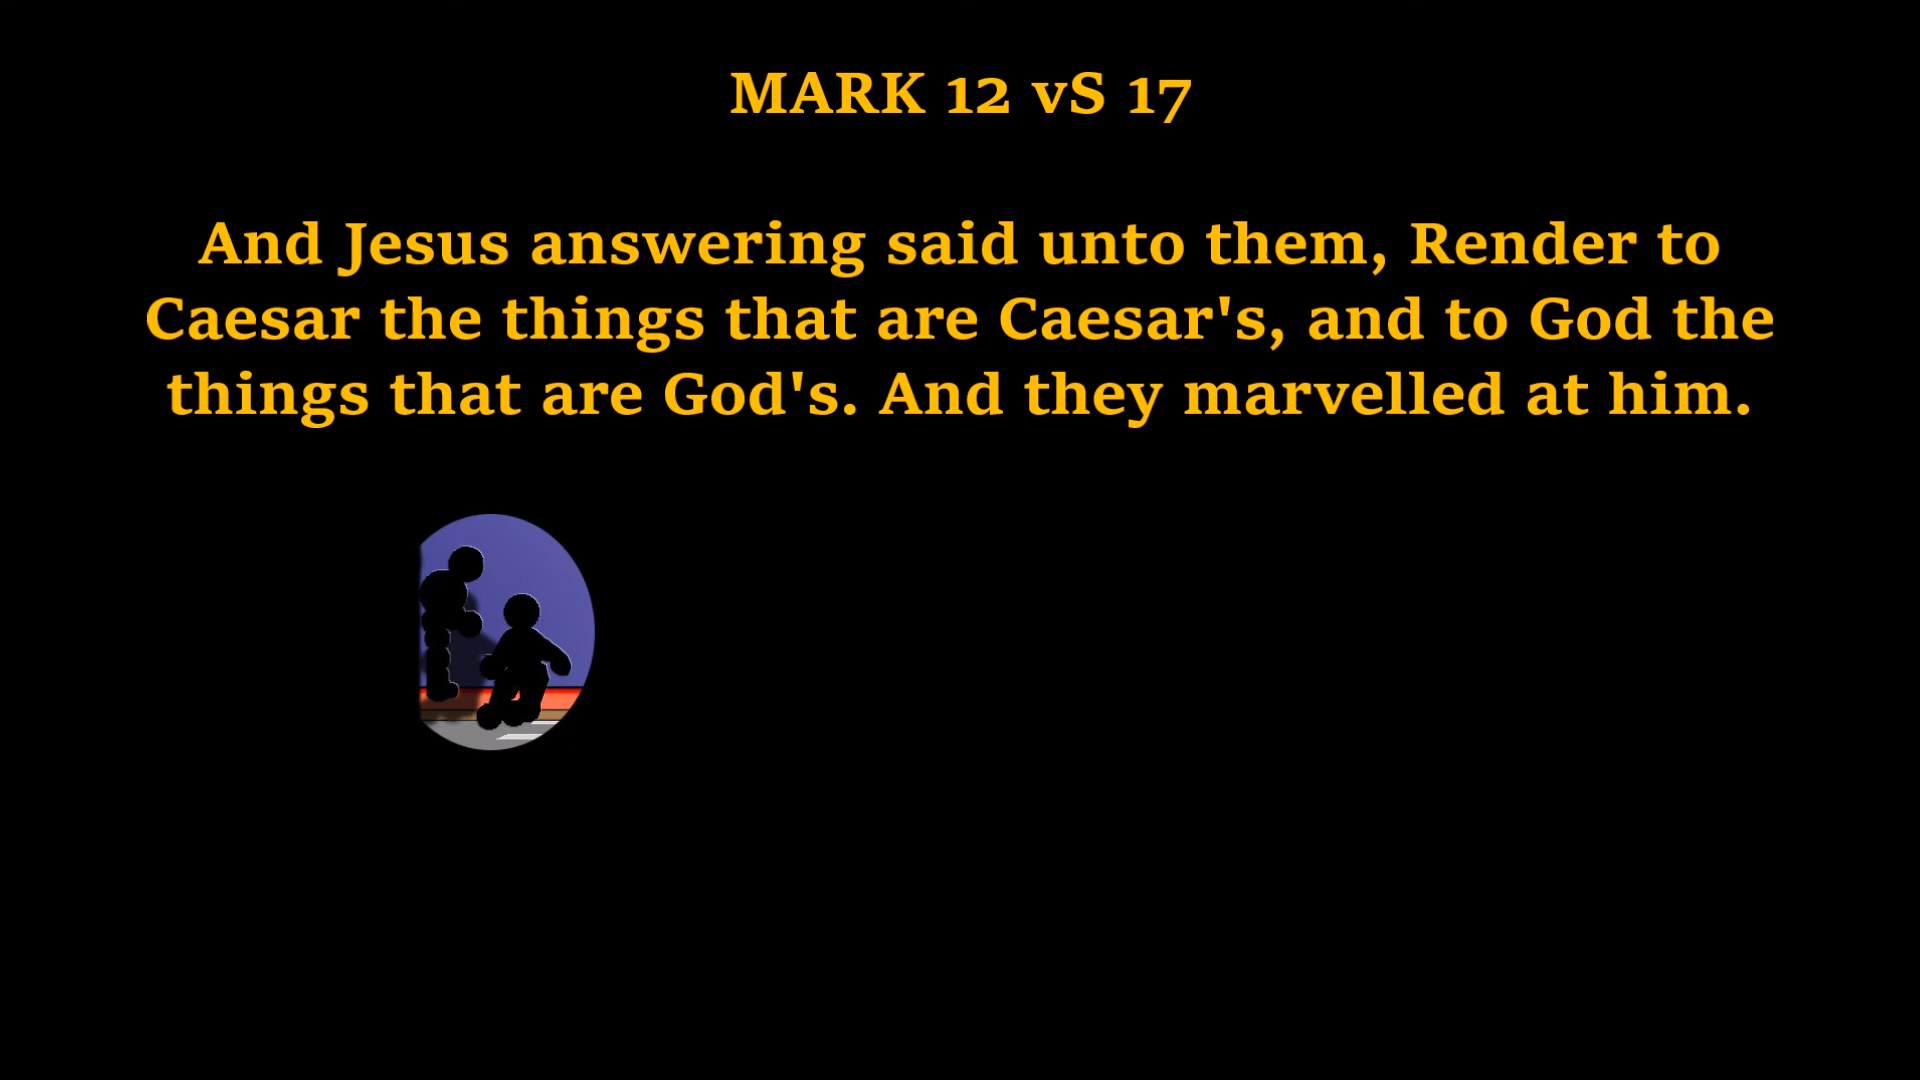 MARK 12 vS 17
And Jesus answering said unto them, Render to
Caesar the things that are Caesar's, and to God the
things that are God's. And they marvelled at him.